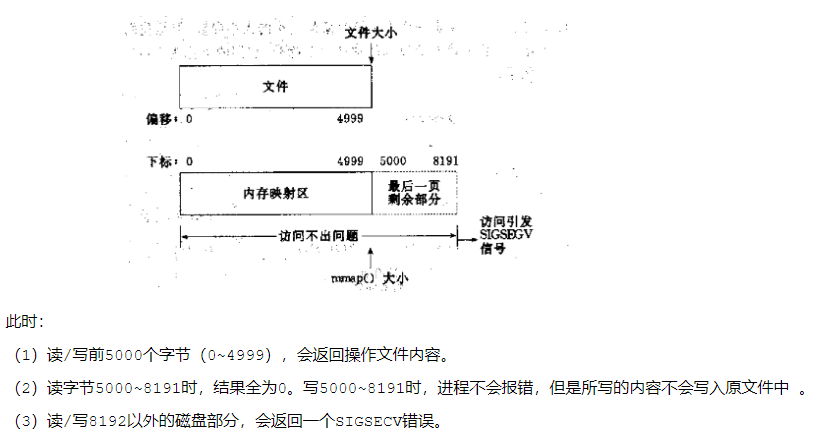 文件大小
文件
偏移：0 4999
下标：0 4999 5000 8191
内存映射区
最后一页
剩余部分
访问不出问题
访问引发
SIGSEGV
信号
mmap() 大小
此时：
（1）读/写前5000个字节（0~4999），会返回操作文件内容。
（2）读字节5000~8191时，结果全为0。写5000~8191时，进程不会报错，但是所写的内容不会写入原文件中 。
（3）读/写8192以外的磁盘部分，会返回一个SIGSECV错误。